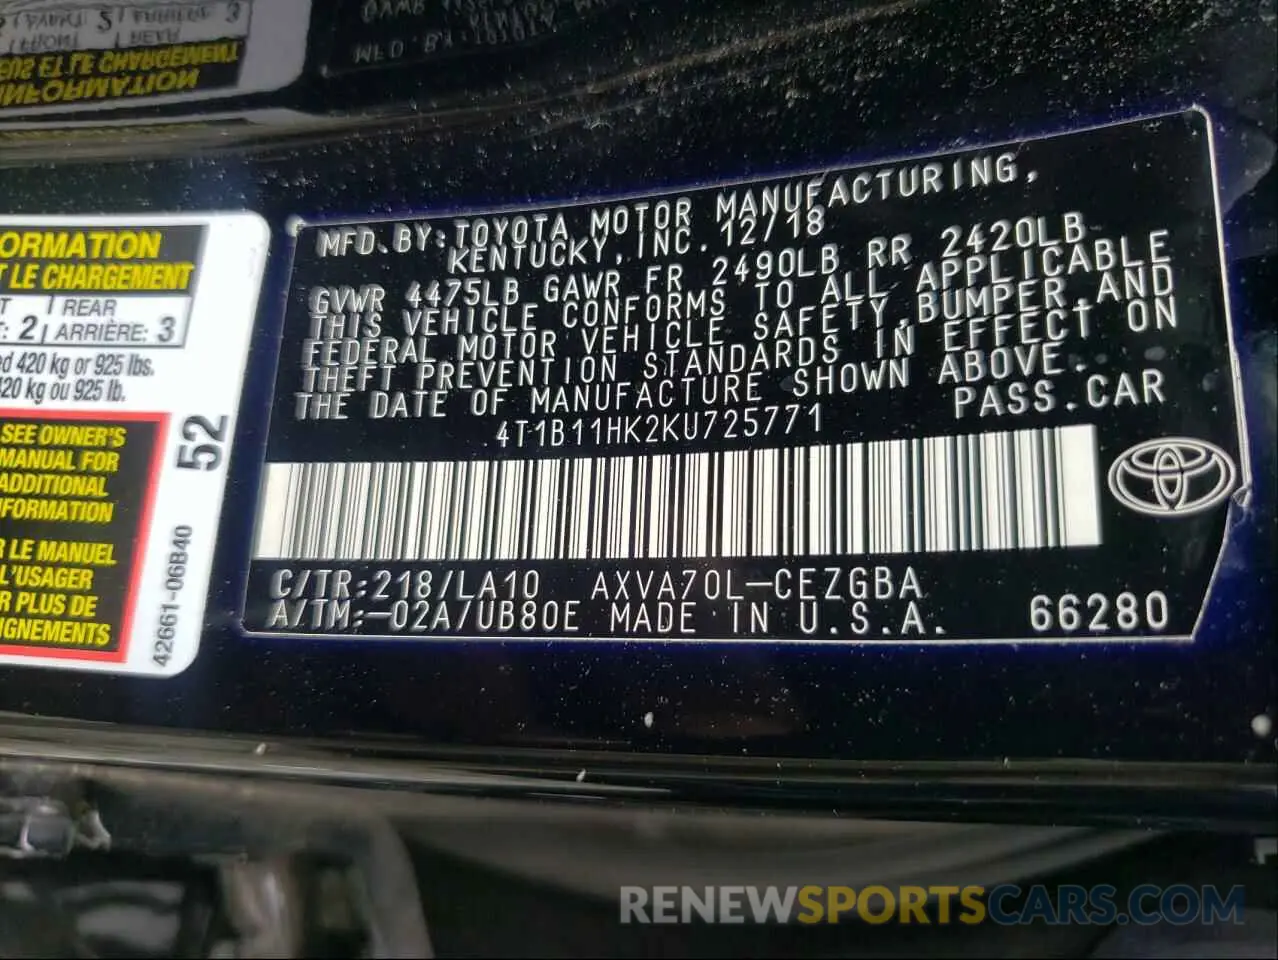 ORMATION
T LE CHARGEMENT
REAR
: 2 ARRIÈRE: 3
420 kg or 925 lbs.
20 kg ou 925 lb.
SEE OWNER'S
MANUAL FOR
ADDITIONAL
FORMATION
LE MANUEL
L'USAGER
R PLUS DE
IGNEMENTS
52
42661-06B40
MFD.BY:TOYOTA MOTOR MANUFACTURING,
KENTUCKY,INC.12/18
GVWR 4475LB GAWR FR 2490LB RR 2420LB
THIS VEHICLE CONFORMS TO ALL APPLICABLE
FEDERAL MOTOR VEHICLE SAFETY,BUMPER,AND
THEFT PREVENTION STANDARDS IN EFFECT ON
THE DATE OF MANUFACTURE SHOWN ABOVE.
4T1B11HK2KU725771 PASS.CAR
C/TR:218/LA10 AXVA70L-CEZGBA
A/TM:-02A/UB80E MADE IN U.S.A. 66280
RENEWSPORTSCARS.COM